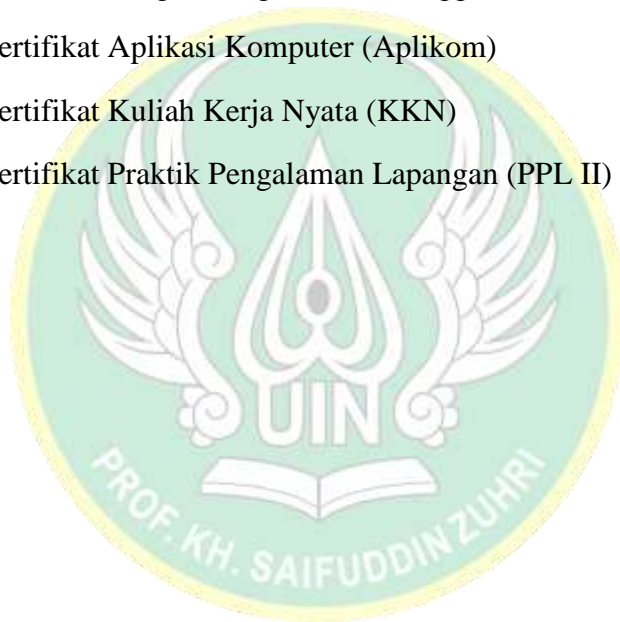 ertifikat Aplikasi Komputer (Aplikom)
ertifikat Kuliah Kerja Nyata (KKN)
ertifikat Praktik Pengalaman Lapangan (PPL II)
UIN
PROF. KH. SAIFUDDIN ZUHRI